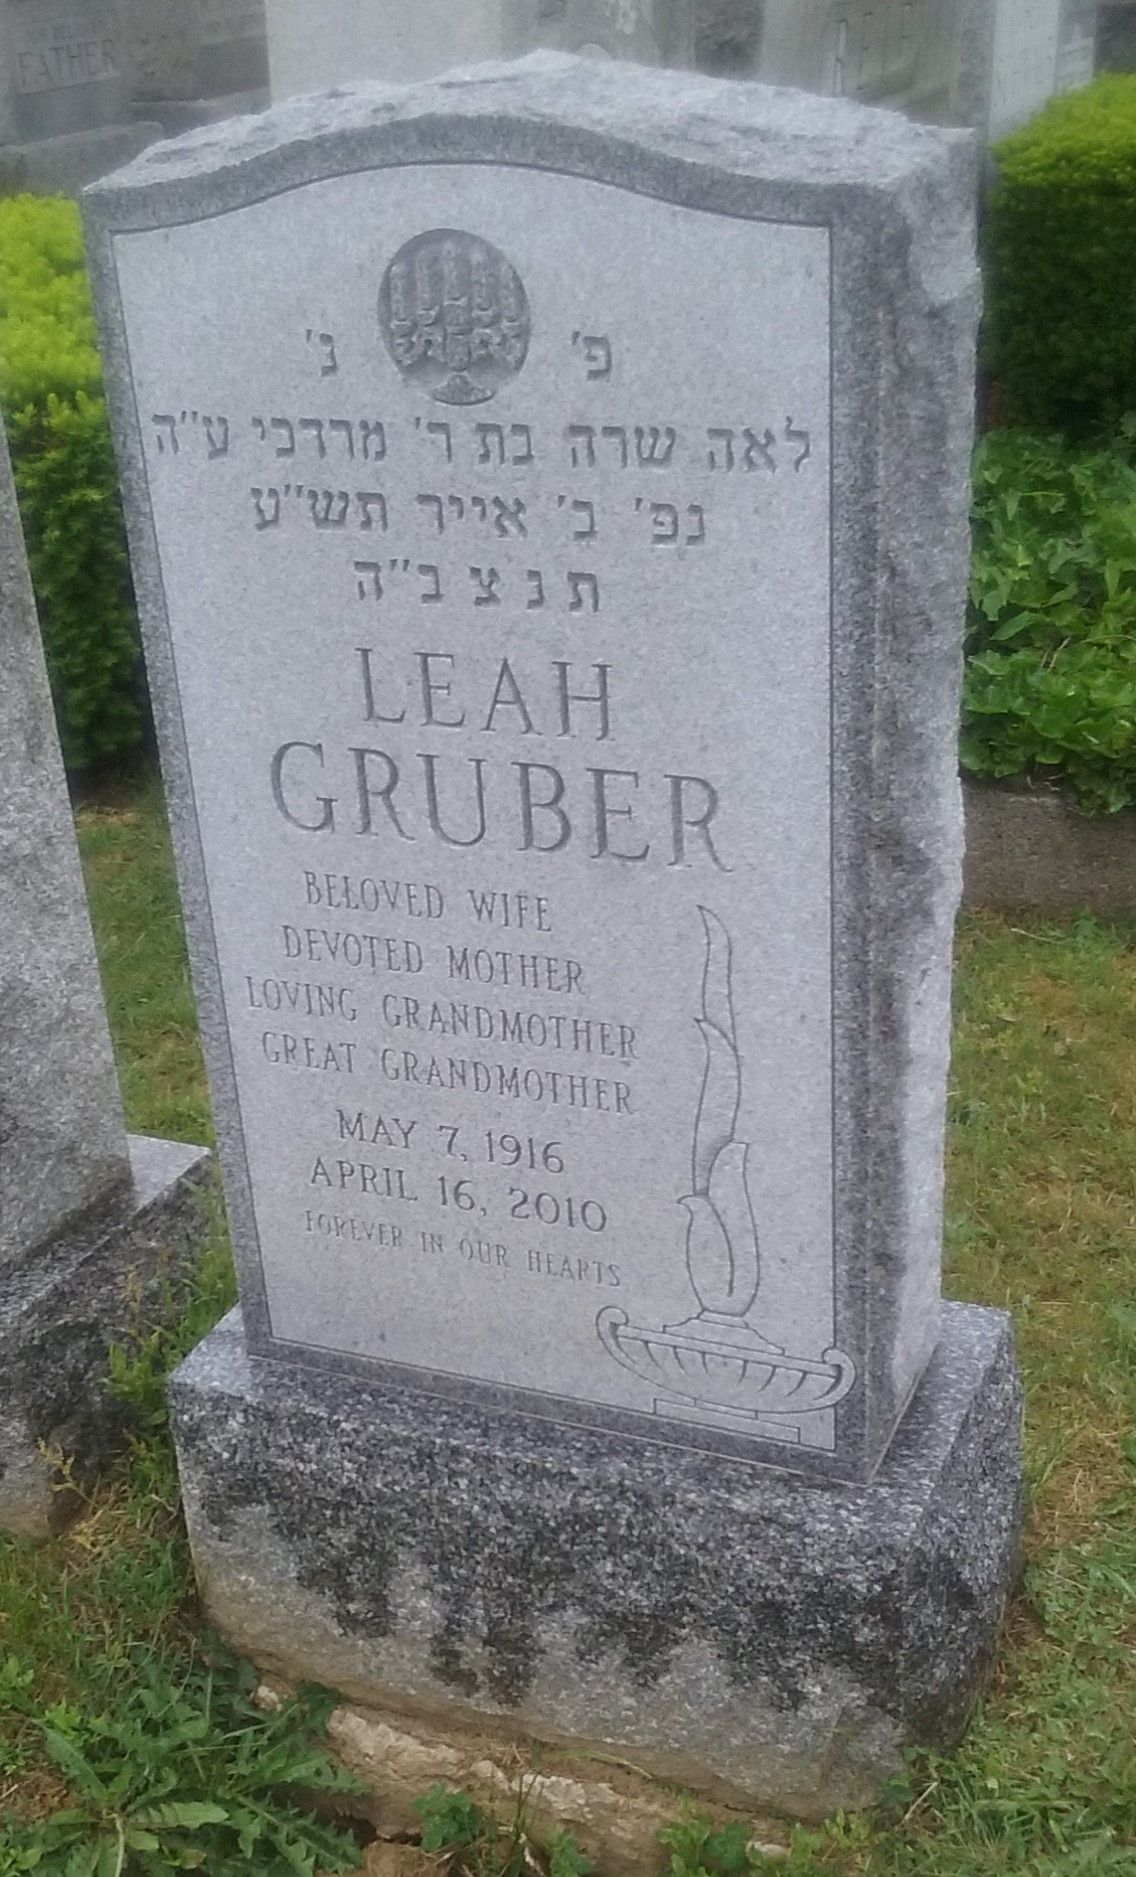 FATHER
פ' נ'
לאה שרה בת ר' מרדכי ע"ה
נפ' ב' אייר תש"ע
ת נ צ ב"ה
LEAH
GRUBER
BELOVED WIFE
DEVOTED MOTHER
LOVING GRANDMOTHER
GREAT GRANDMOTHER
MAY 7, 1916
APRIL 16, 2010
FOREVER IN OUR HEARTS